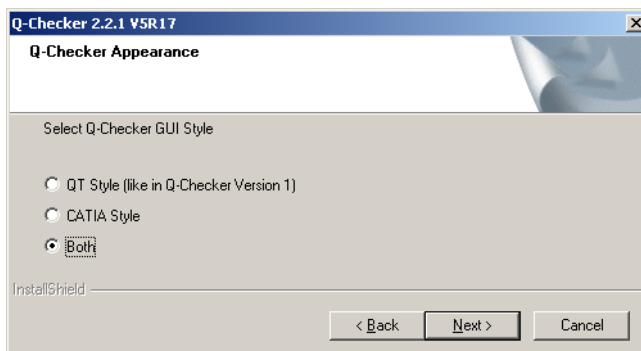 Q-Checker 2.2.1 V5R17
Q-Checker Appearance
Select Q-Checker GUI Style
QT Style (like in Q-Checker Version 1)
CATIA Style
Both
InstallShield
< Back
Next >
Cancel